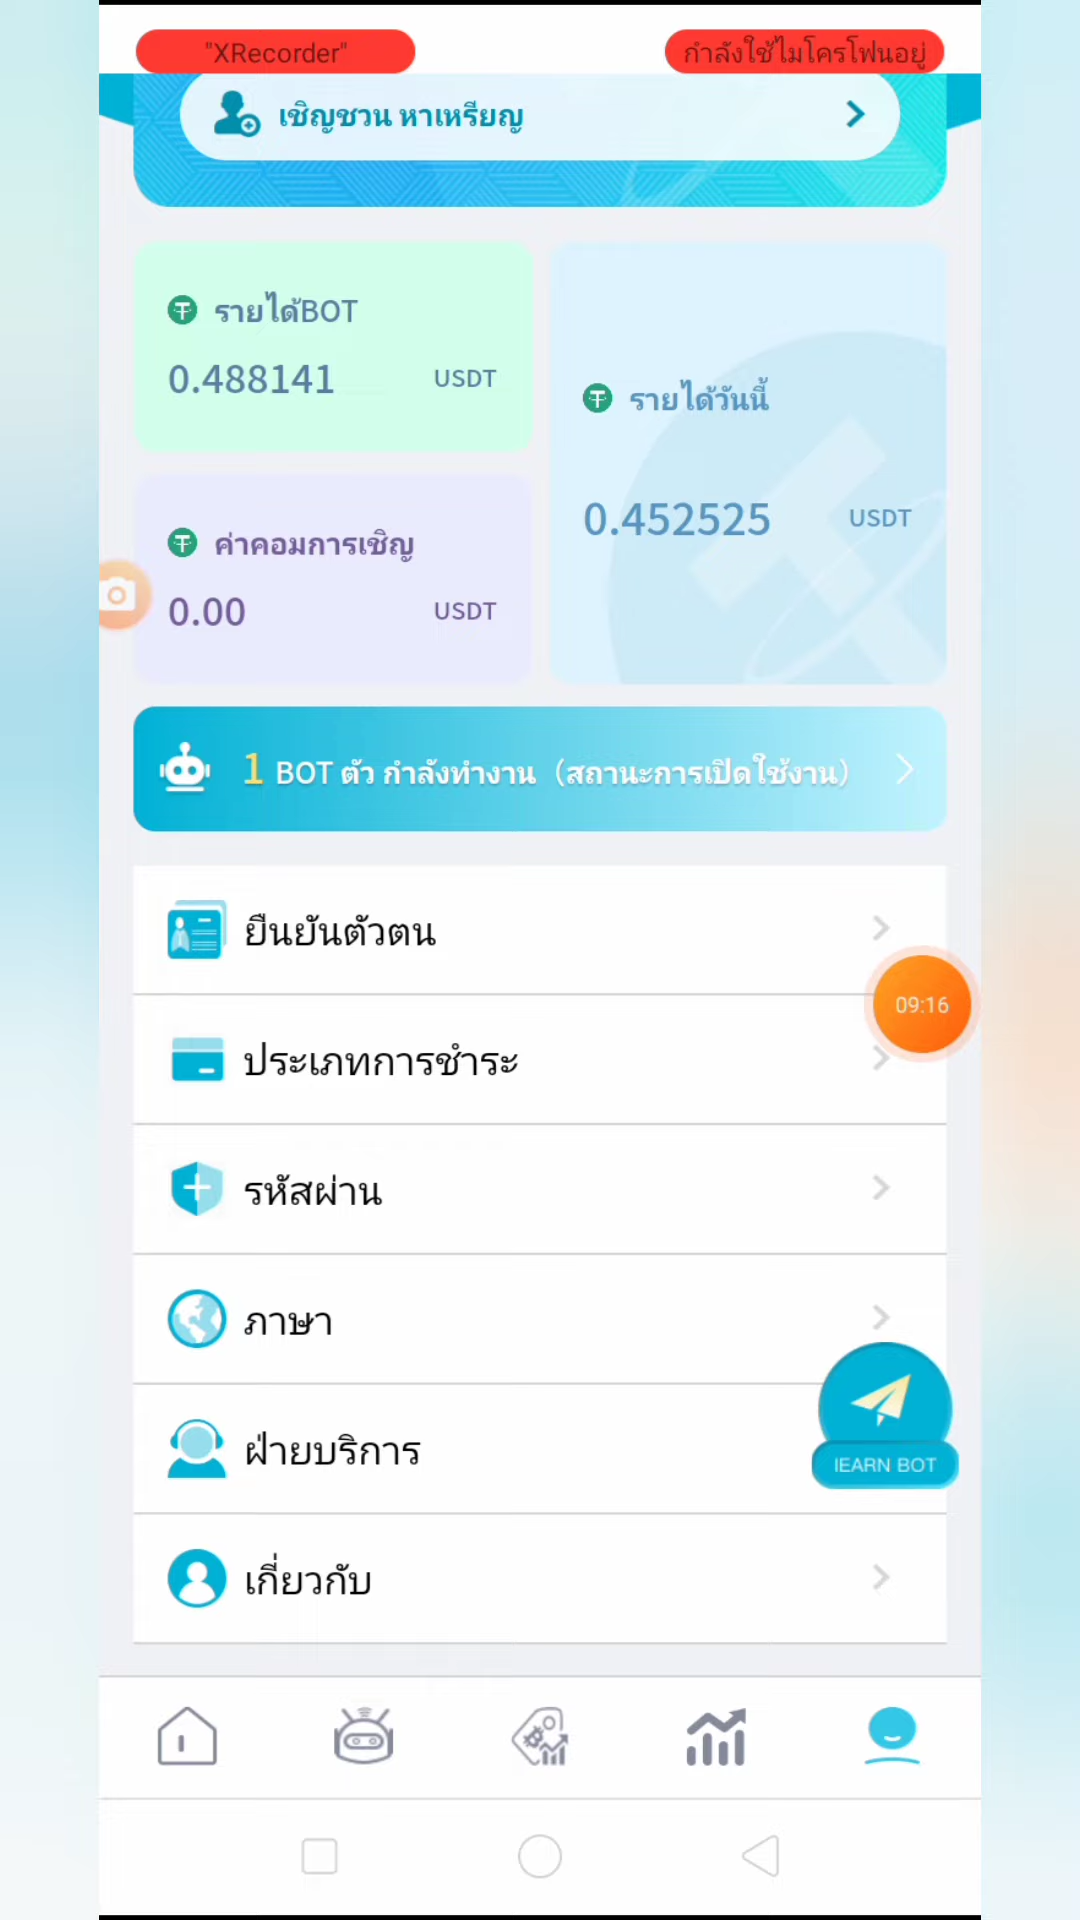 "XRecorder"
กำลังใช้ไมโครโฟนอยู่
เชิญชวน หาเหรียญ
รายได้BOT
0.488141 USDT
รายได้วันนี้
0.452525 USDT
ค่าคอมการเชิญ
0.00 USDT
1 BOT ตัว กำลังทำงาน（สถานะการเปิดใช้งาน）
ยืนยันตัวตน
09:16
ประเภทการชำระ
รหัสผ่าน
ภาษา
ฝ่ายบริการ
IEARN BOT
เกี่ยวกับ